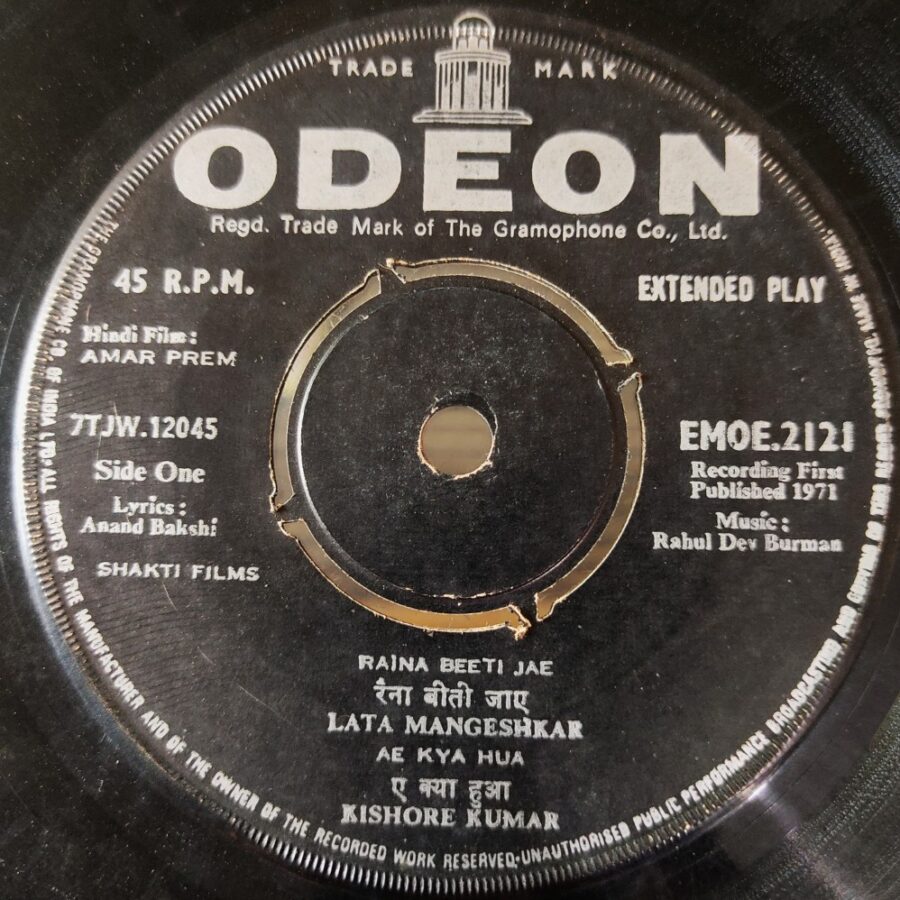 TRADE MARK
ODEON
Regd. Trade Mark of The Gramophone Co., Ltd.
45 R.P.M.
EXTENDED PLAY
Hindi Film:
AMAR PREM
7TJW.12045
Side One
Lyrics:
Anand Bakshi
SHAKTI FILMS
EMOE.2121
Recording First
Published 1971
Music:
Rahul Dev Burman
RAINA BEETI JAE
रैना बीती जाए
LATA MANGESHKAR
AE KYA HUA
ए क्या हुआ
KISHORE KUMAR
THE GRAMOPHONE CO. OF INDIA LTD. ALL RIGHTS OF THE MANUFACTURER AND OF THE OWNER OF THE RECORDED WORK RESERVED·UNAUTHORISED PUBLIC PERFORMANCE BROADCASTING AND COPYING OF THIS RECORD PROHIBITED. MADE IN INDIA